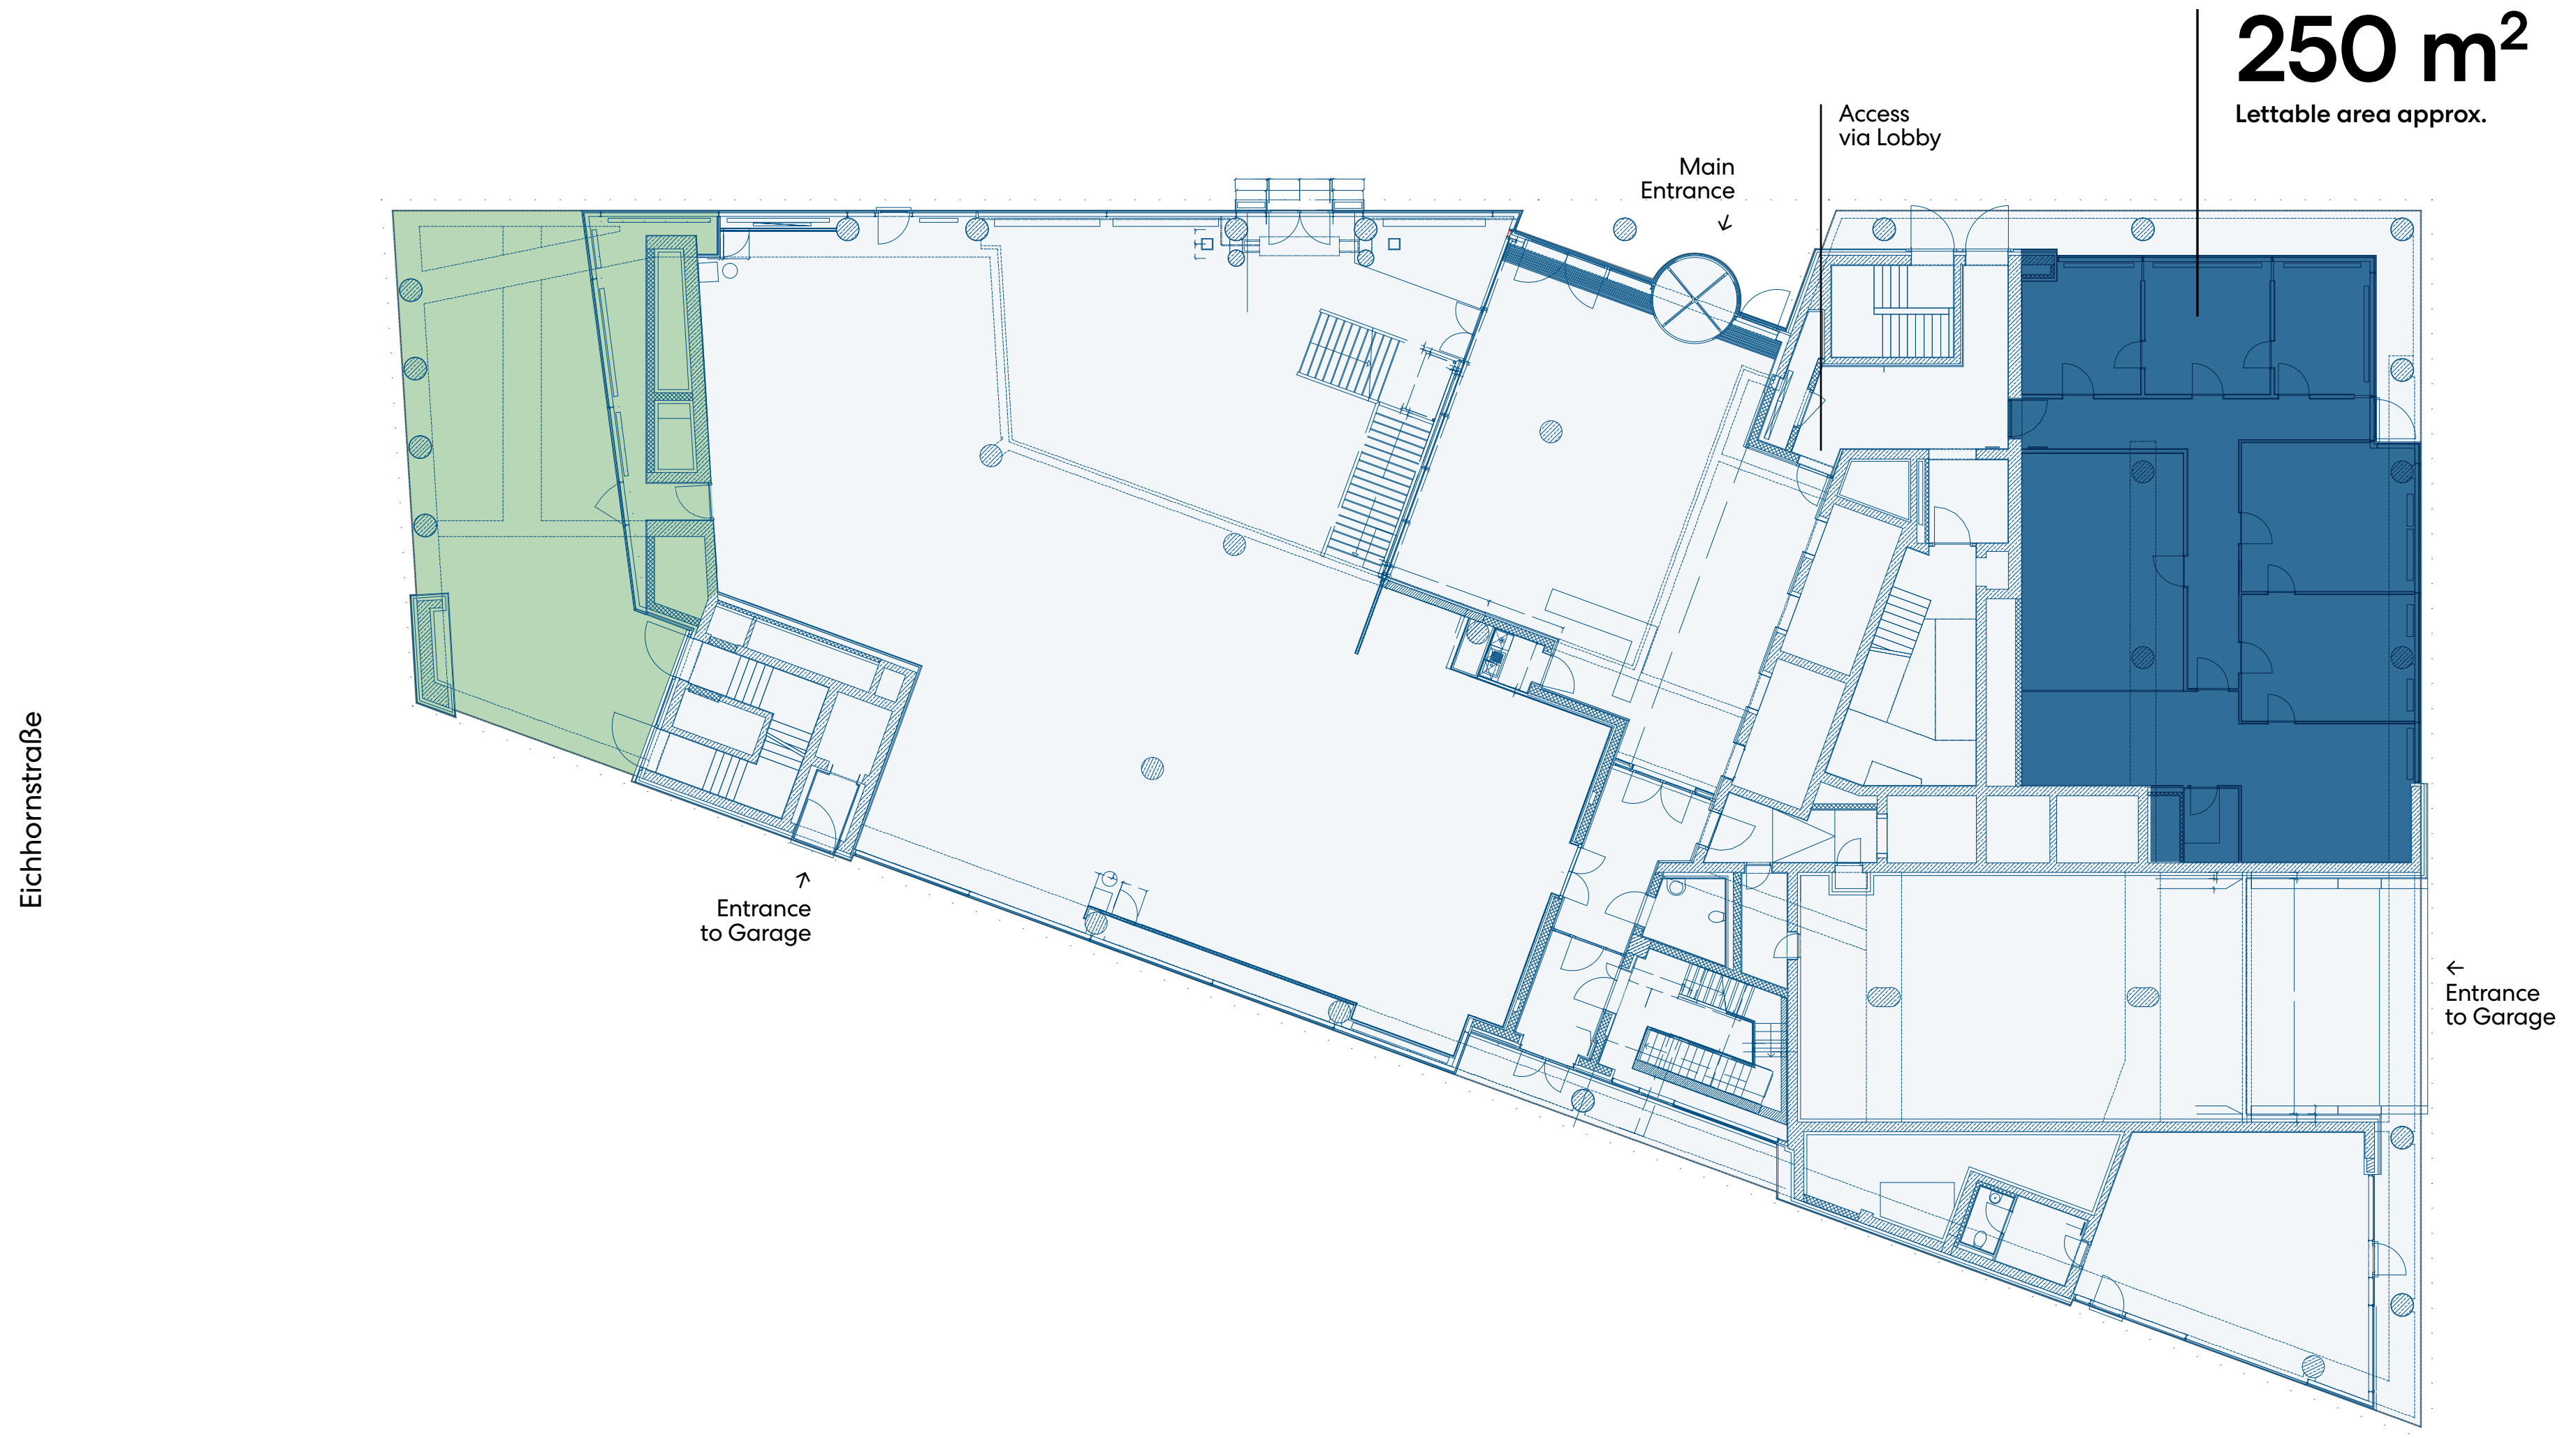 250 m²
Lettable area approx.
Access
via Lobby
Main
Entrance
Eichhornstraße
Entrance
to Garage
Entrance
to Garage